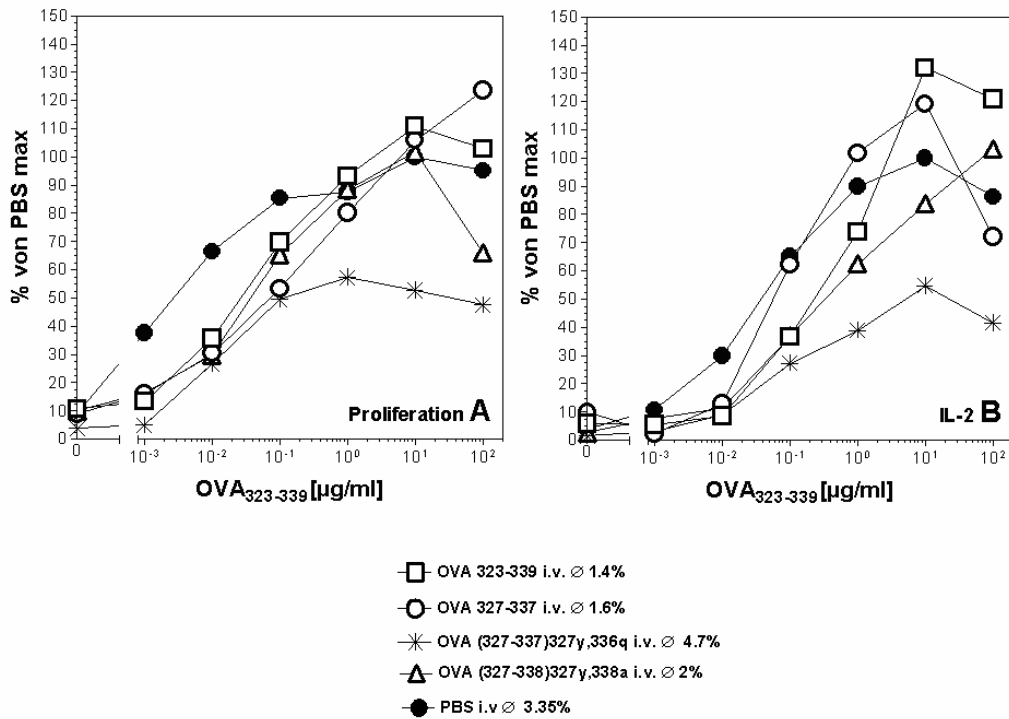 150
140
130
120
110
100
90
80
70
60
50
40
30
20
10
0
% von PBS max
Proliferation A
0 10⁻³ 10⁻² 10⁻¹ 10⁰ 10¹ 10²
OVA₃₂₃₋₃₃₉ [µg/ml]
150
140
130
120
110
100
90
80
70
60
50
40
30
20
10
0
% von PBS max
IL-2 B
0 10⁻³ 10⁻² 10⁻¹ 10⁰ 10¹ 10²
OVA₃₂₃₋₃₃₉ [µg/ml]
OVA 323-339 i.v. ∅ 1.4%
OVA 327-337 i.v. ∅ 1.6%
OVA (327-337)327y,336q i.v. ∅ 4.7%
OVA (327-338)327y,338a i.v. ∅ 2%
PBS i.v ∅ 3.35%